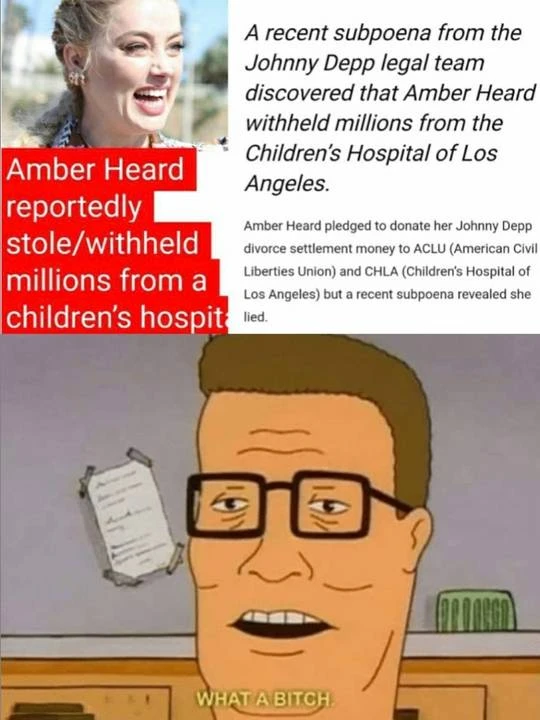 A recent subpoena from the
Johnny Depp legal team
discovered that Amber Heard
withheld millions from the
Children's Hospital of Los
Angeles.
Amber Heard pledged to donate her Johnny Depp
divorce settlement money to ACLU (American Civil
Liberties Union) and CHLA (Children's Hospital of
Los Angeles) but a recent subpoena revealed she
lied.
Amber Heard
reportedly
stole/withheld
millions from a
children's hospit
WHAT A BITCH.